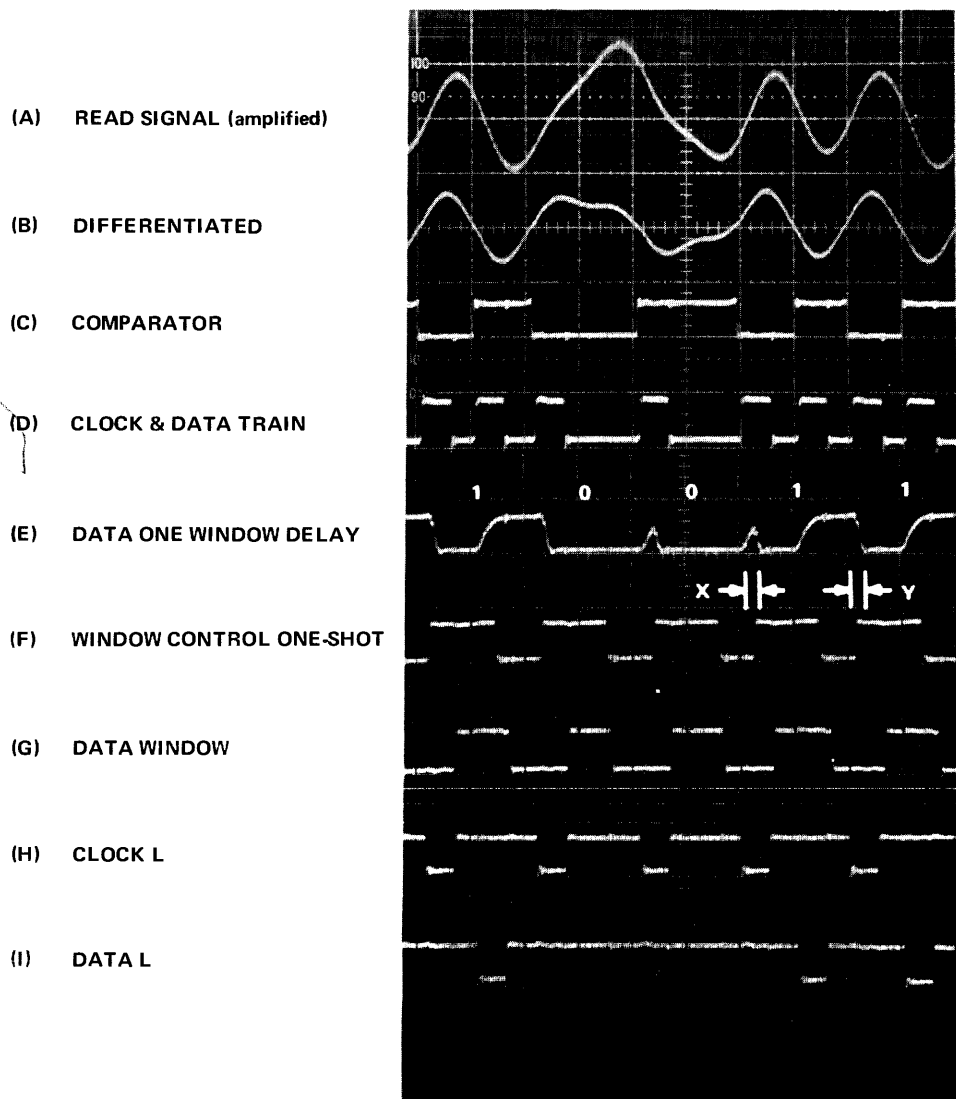 100
90
(A) READ SIGNAL (amplified)
(B) DIFFERENTIATED
(C) COMPARATOR
(D) CLOCK & DATA TRAIN
1 0 0 1 1
(E) DATA ONE WINDOW DELAY
X Y
(F) WINDOW CONTROL ONE-SHOT
(G) DATA WINDOW
(H) CLOCK L
(I) DATA L